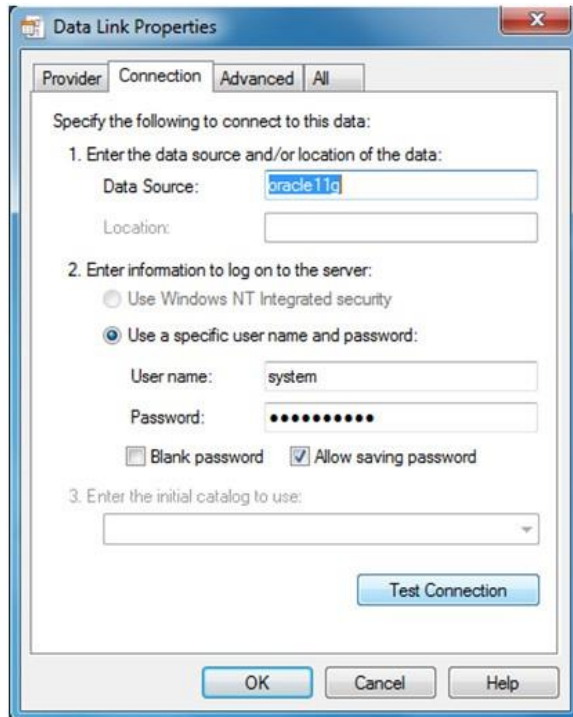 Data Link Properties
Provider Connection Advanced All
Specify the following to connect to this data:
1. Enter the data source and/or location of the data:
Data Source: oracle11g
Location:
2. Enter information to log on to the server:
Use Windows NT Integrated security
Use a specific user name and password:
User name: system
Password: ●●●●●●●●●●
Blank password Allow saving password
3. Enter the initial catalog to use:
Test Connection
OK Cancel Help